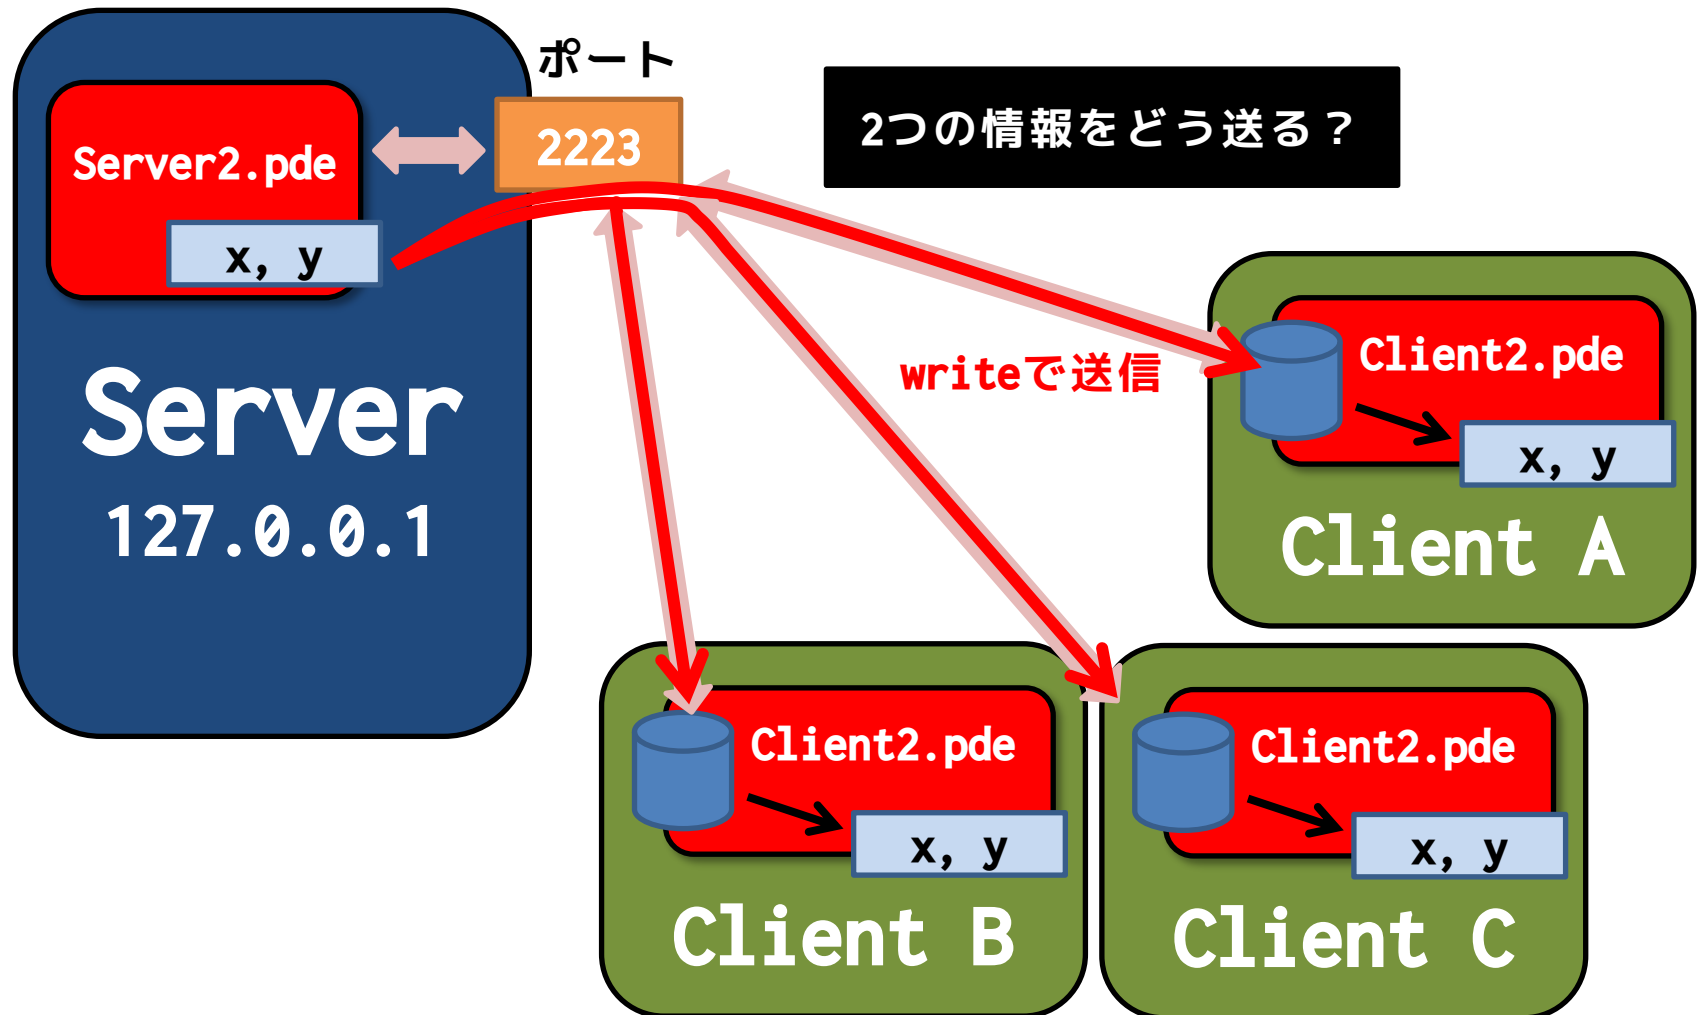 ポート
2223
2つの情報をどう送る？
Server2.pde
x, y
Server
127.0.0.1
writeで送信
Client2.pde
x, y
Client A
Client2.pde
x, y
Client B
Client2.pde
x, y
Client C